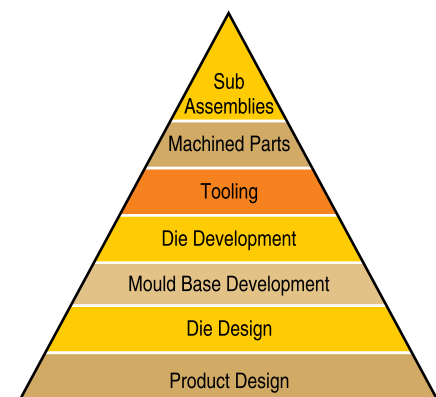 Sub
Assemblies
Machined Parts
Tooling
Die Development
Mould Base Development
Die Design
Product Design